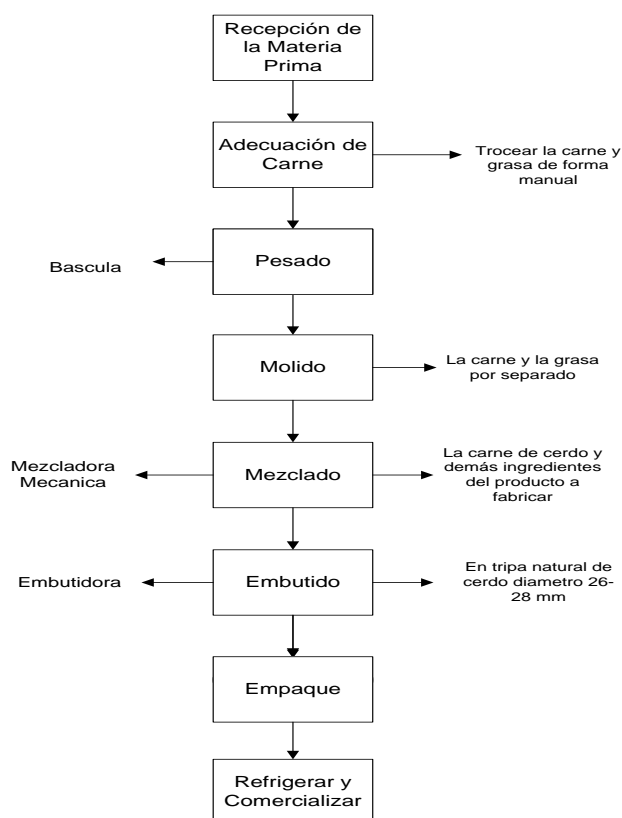 Recepción de
la Materia
Prima
Adecuación de
Carne
Trocear la carne y
grasa de forma
manual
Bascula
Pesado
Molido
La carne y la grasa
por separado
Mezcladora
Mecanica
Mezclado
La carne de cerdo y
demás ingredientes
del producto a
fabricar
Embutidora
Embutido
En tripa natural de
cerdo diametro 26-
28 mm
Empaque
Refrigerar y
Comercializar